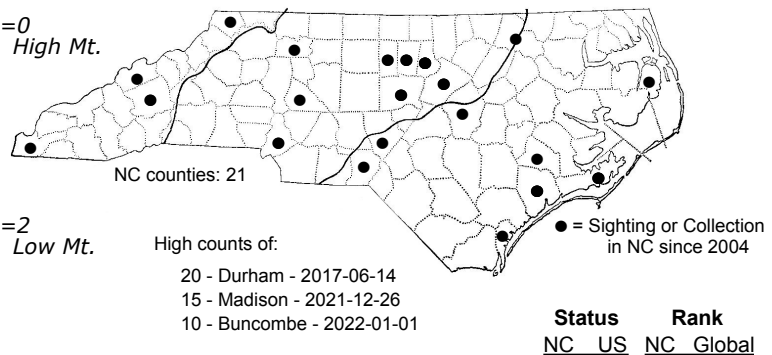 =0
High Mt.
NC counties: 21
=2
Low Mt.
High counts of:
20 - Durham - 2017-06-14
15 - Madison - 2021-12-26
10 - Buncombe - 2022-01-01
● = Sighting or Collection
in NC since 2004
Status Rank
NC US NC Global